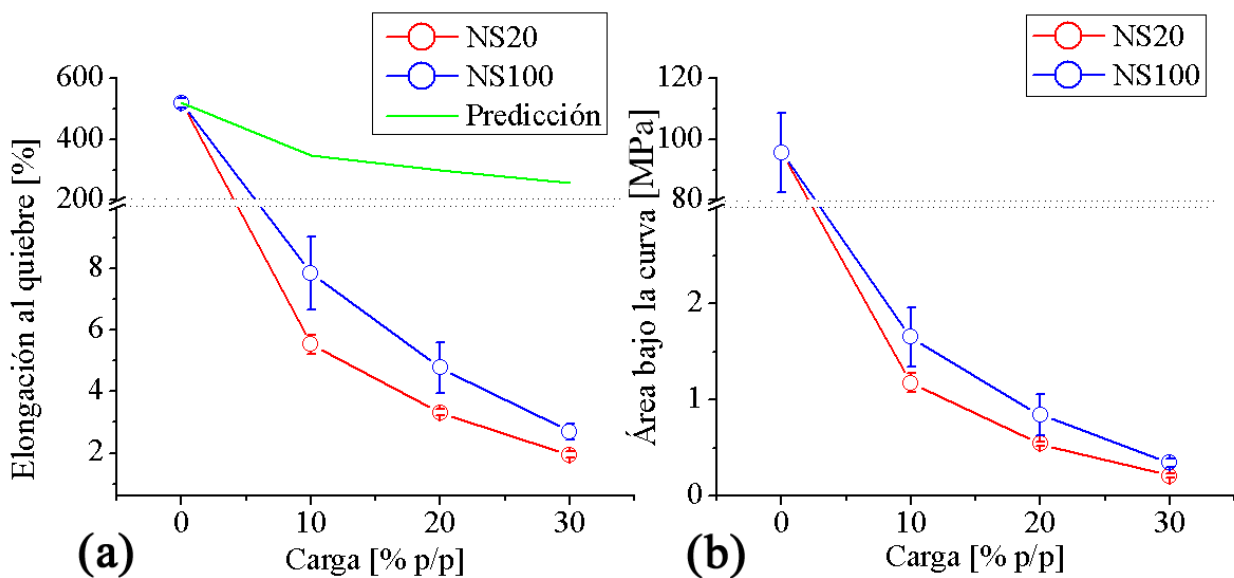 NS20
NS100
Predicción
600
400
200
8
6
4
2
0
10
20
30
Elongación al quiebre [%]
Carga [% p/p]
(a)
NS20
NS100
120
100
80
2
1
0
0
10
20
30
Área bajo la curva [MPa]
Carga [% p/p]
(b)